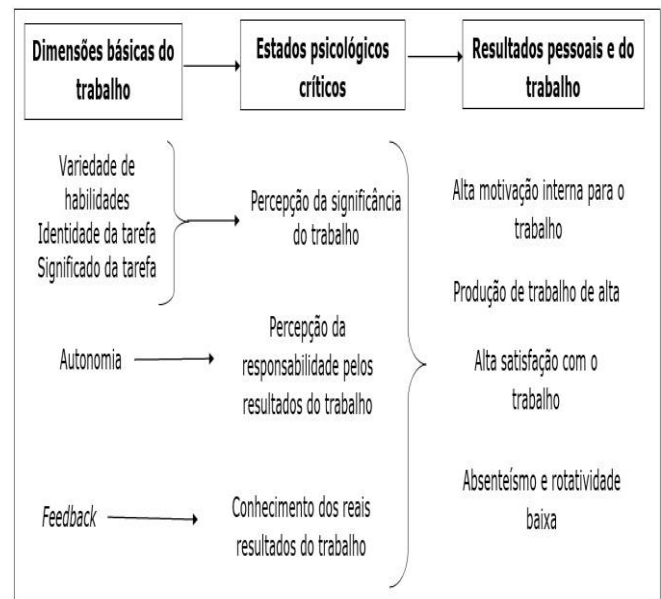 Dimensões básicas do
trabalho
Estados psicológicos
críticos
Resultados pessoais e do
trabalho
Variedade de
habilidades
Identidade da tarefa
Significado da tarefa
Percepção da significância
do trabalho
Autonomia
Percepção da
responsabilidade pelos
resultados do trabalho
Feedback
Conhecimento dos reais
resultados do trabalho
Alta motivação interna para o
trabalho
Produção de trabalho de alta
Alta satisfação com o
trabalho
Absenteísmo e rotatividade
baixa